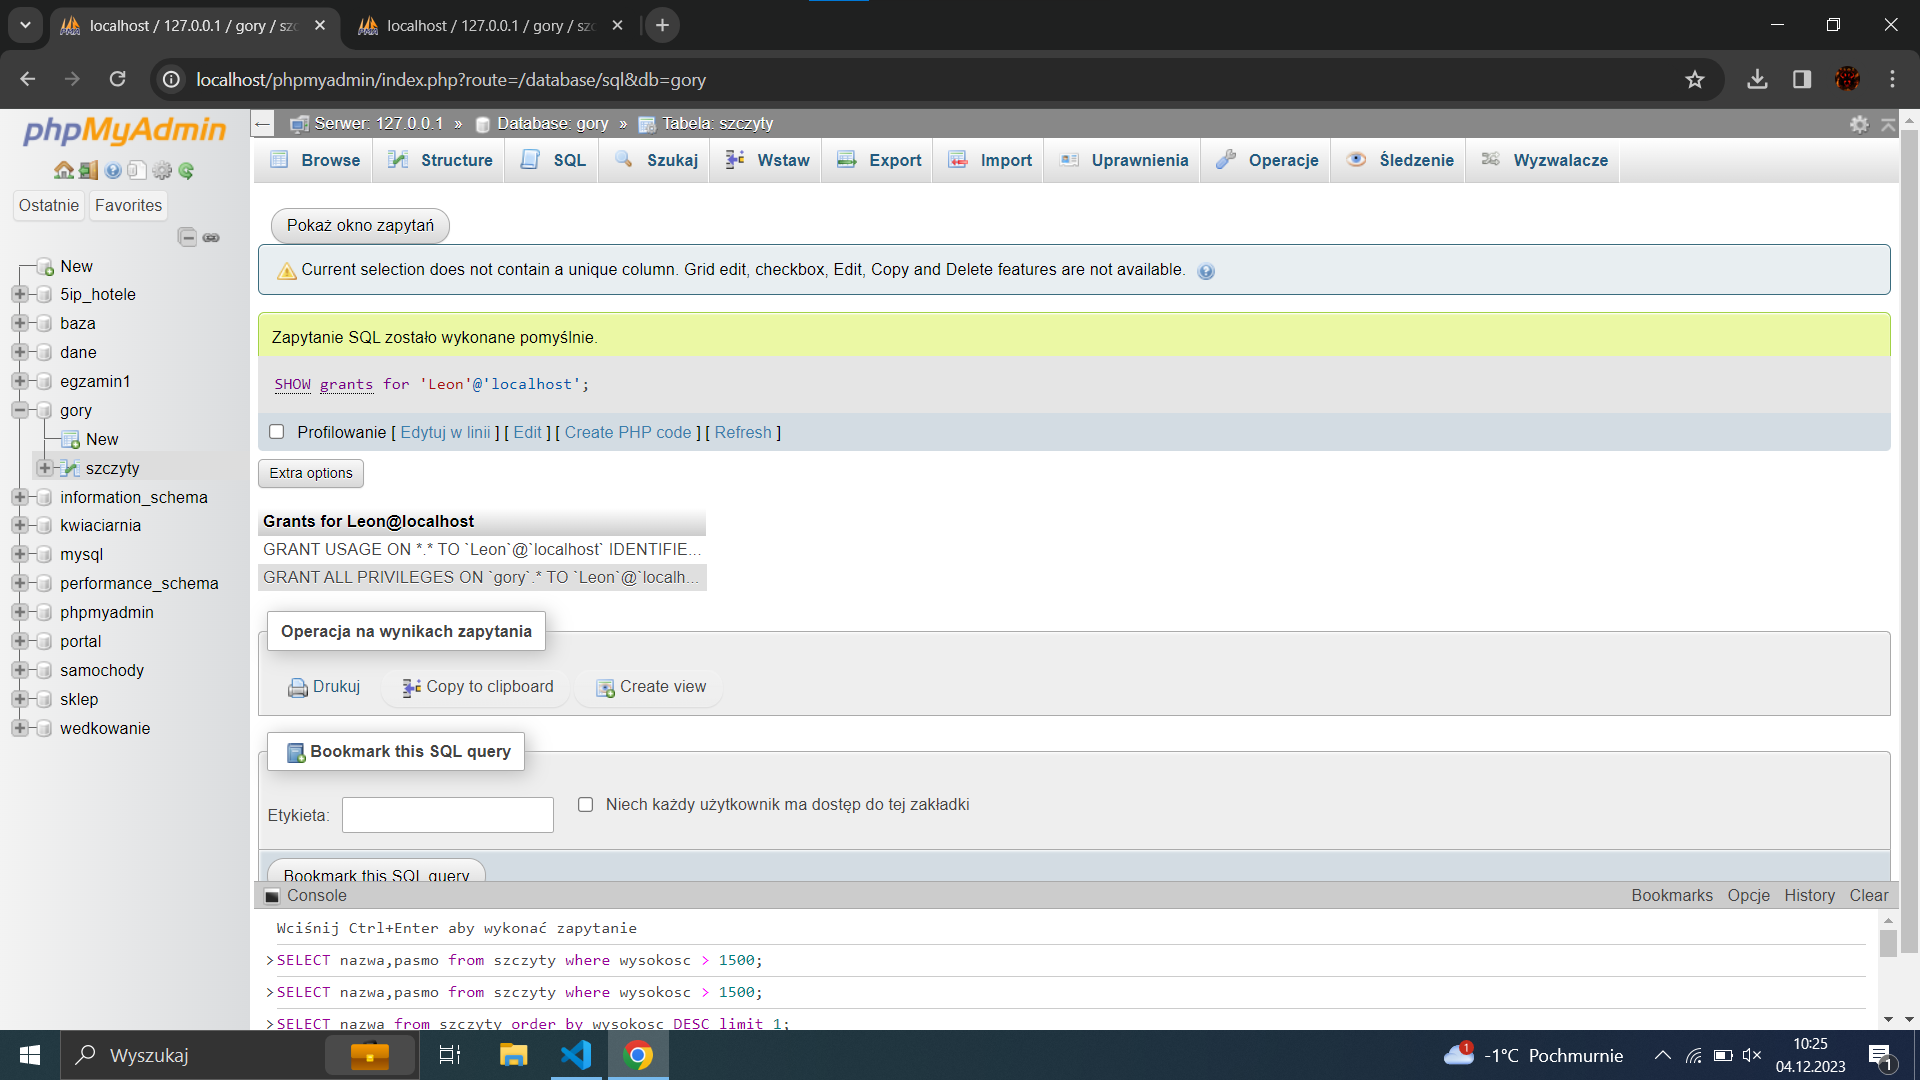 localhost / 127.0.0.1 / gory / szc
localhost / 127.0.0.1 / gory / szc
localhost/phpmyadmin/index.php?route=/database/sql&db=gory
phpMyAdmin
Ostatnie
Favorites
New
5ip_hotele
baza
dane
egzamin1
gory
New
szczyty
information_schema
kwiaciarnia
mysql
performance_schema
phpmyadmin
portal
samochody
sklep
wedkowanie
Serwer: 127.0.0.1 » Database: gory » Tabela: szczyty
Browse Structure SQL Szukaj Wstaw Export Import Uprawnienia Operacje Śledzenie Wyzwalacze
Pokaż okno zapytań
Current selection does not contain a unique column. Grid edit, checkbox, Edit, Copy and Delete features are not available.
Zapytanie SQL zostało wykonane pomyślnie.
SHOW grants for 'Leon'@'localhost';
Profilowanie [ Edytuj w linii ] [ Edit ] [ Create PHP code ] [ Refresh ]
Extra options
Grants for Leon@localhost
GRANT USAGE ON *.* TO `Leon`@`localhost` IDENTIFIE...
GRANT ALL PRIVILEGES ON `gory`.* TO `Leon`@`localh...
Operacja na wynikach zapytania
Drukuj Copy to clipboard Create view
Bookmark this SQL query
Etykieta:
Niech każdy użytkownik ma dostęp do tej zakładki
Bookmark this SQL query
Console
Bookmarks Opcje History Clear
Wciśnij Ctrl+Enter aby wykonać zapytanie
>SELECT nazwa,pasmo from szczyty where wysokosc > 1500;
>SELECT nazwa,pasmo from szczyty where wysokosc > 1500;
>SELECT nazwa from szczyty order by wysokosc DESC limit 1;
Wyszukaj
1
-1°C Pochmurnie
10:25
04.12.2023
1